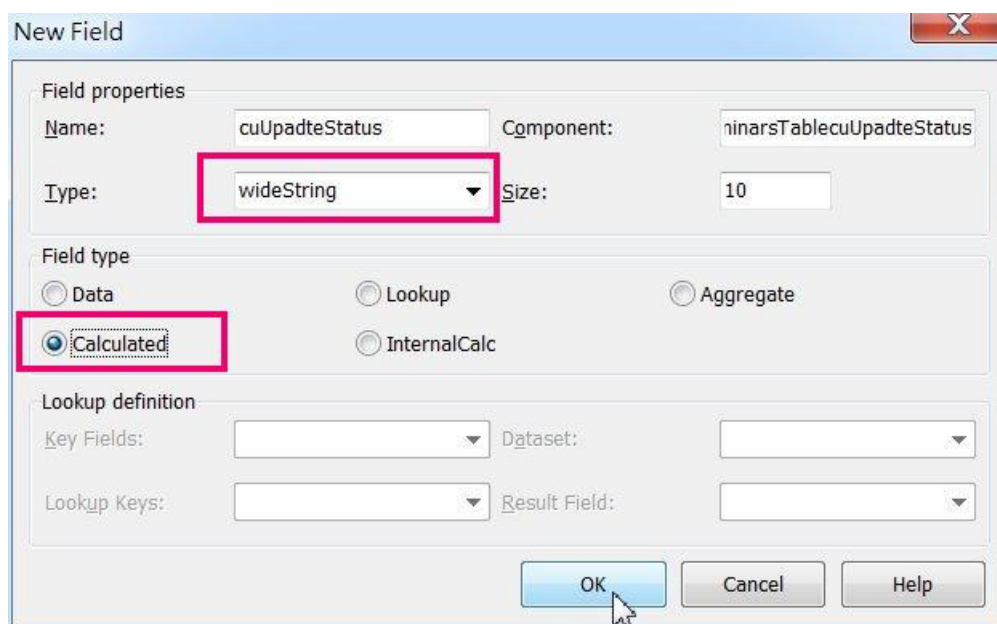 New Field
Field properties
Name: cuUpadteStatus Component: ninarsTablecuUpadteStatus
Type: wideString Size: 10
Field type
Data Lookup Aggregate
Calculated InternalCalc
Lookup definition
Key Fields: Dataset:
Lookup Keys: Result Field:
OK Cancel Help